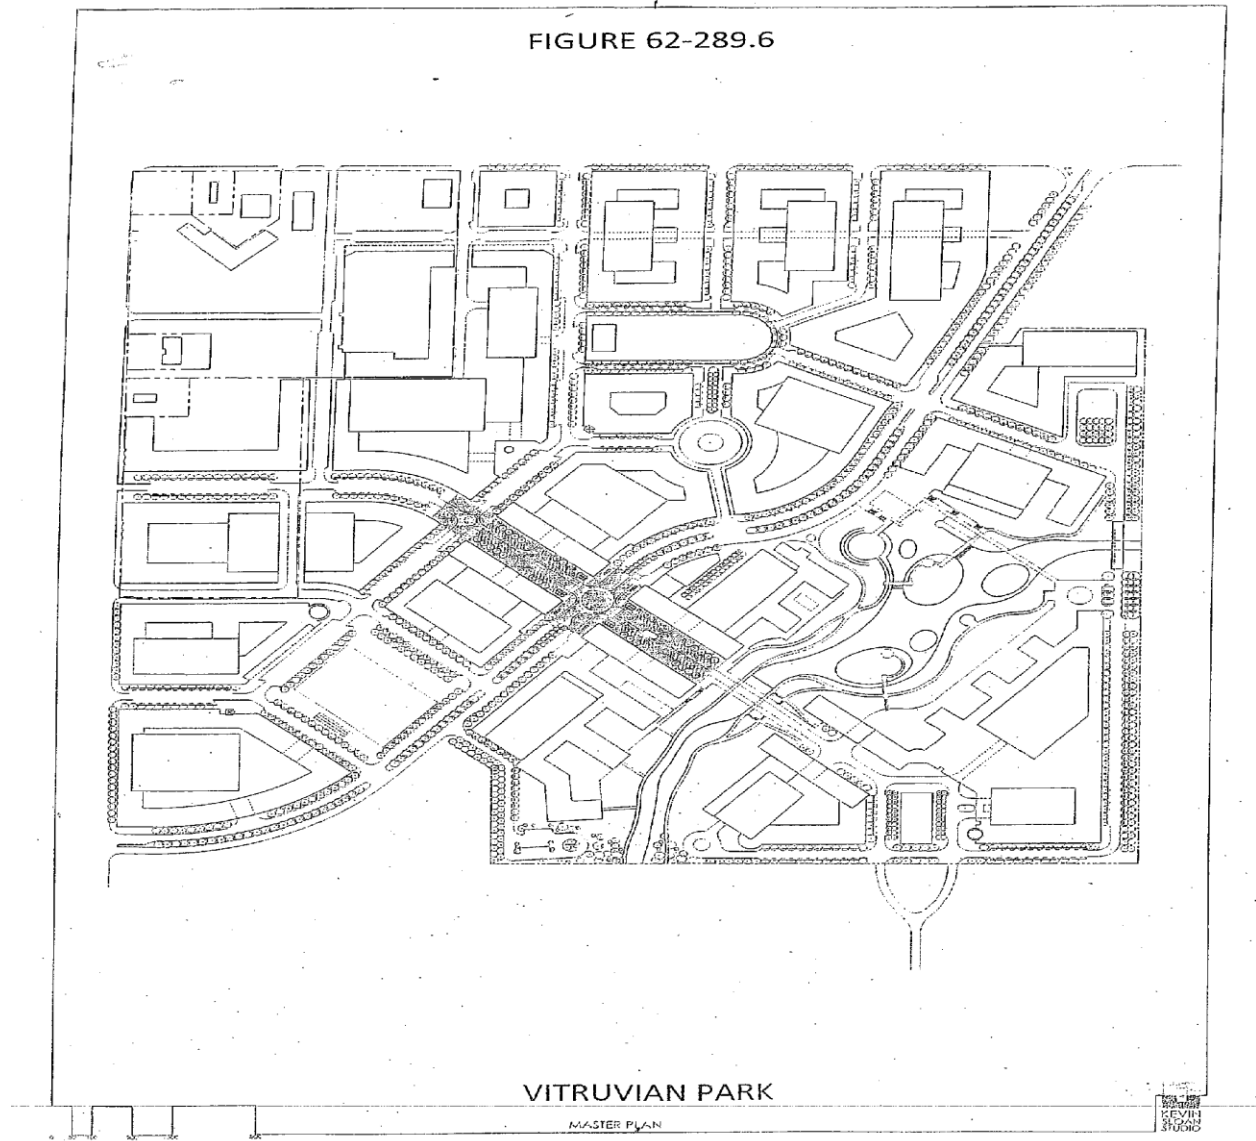 FIGURE 62-289.6
VITRUVIAN PARK
MASTER PLAN
KEVIN
SLOAN
STUDIO